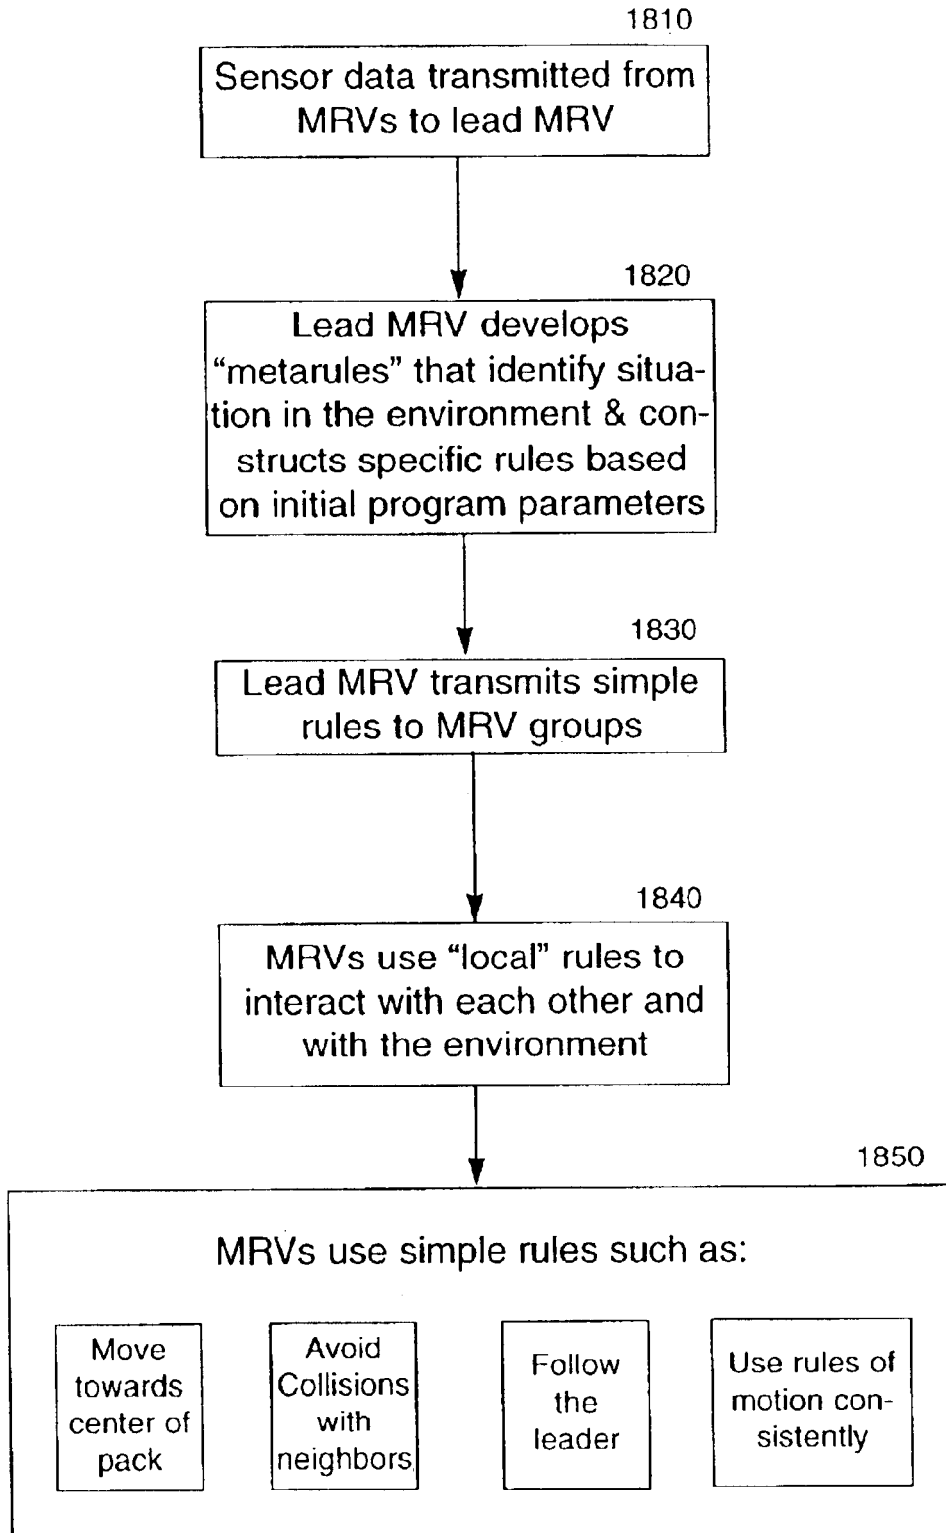 1810
Sensor data transmitted from
MRVs to lead MRV
1820
Lead MRV develops
“metarules” that identify situa-
tion in the environment & con-
structs specific rules based
on initial program parameters
1830
Lead MRV transmits simple
rules to MRV groups
1840
MRVs use “local” rules to
interact with each other and
with the environment
1850
MRVs use simple rules such as:
Move
towards
center of
pack
Avoid
Collisions
with
neighbors
Follow
the
leader
Use rules of
motion con-
sistently